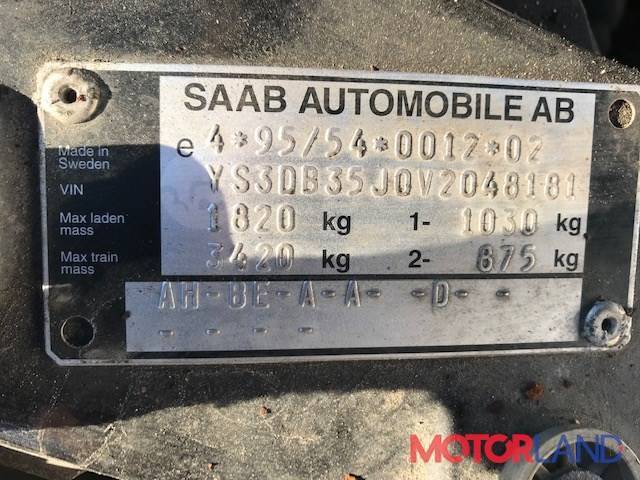 SAAB AUTOMOBILE AB
Made in Sweden
e 4*95/54*0012*02
VIN YS3DB35J0V2048181
Max laden mass 1820 kg 1- 1030 kg
Max train mass 3420 kg 2- 875 kg
AH-BE-A-A- -D- -
- - - -
MOTORLAND